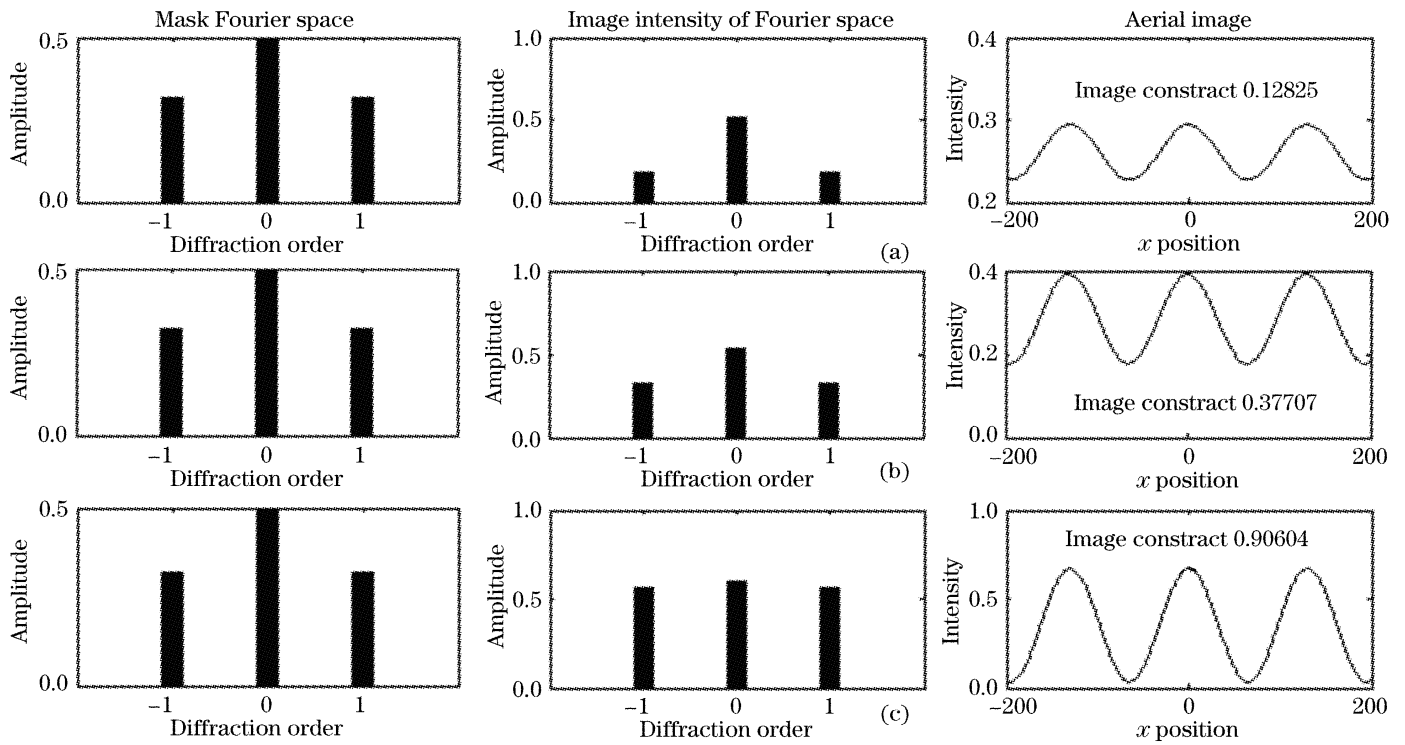 Mask Fourier space
Image intensity of Fourier space
Aerial image
0.5
0.0
Amplitude
−1 0 1
Diffraction order
1.0
0.5
0.0
Amplitude
−1 0 1
Diffraction order
0.4
0.3
0.2
Intensity
Image constract 0.12825
−200 0 200
x position
(a)
0.5
0.0
Amplitude
−1 0 1
Diffraction order
1.0
0.5
0.0
Amplitude
−1 0 1
Diffraction order
0.4
0.2
0.0
Intensity
Image constract 0.37707
−200 0 200
x position
(b)
0.5
0.0
Amplitude
−1 0 1
Diffraction order
1.0
0.5
0.0
Amplitude
−1 0 1
Diffraction order
1.0
0.5
0.0
Intensity
Image constract 0.90604
−200 0 200
x position
(c)